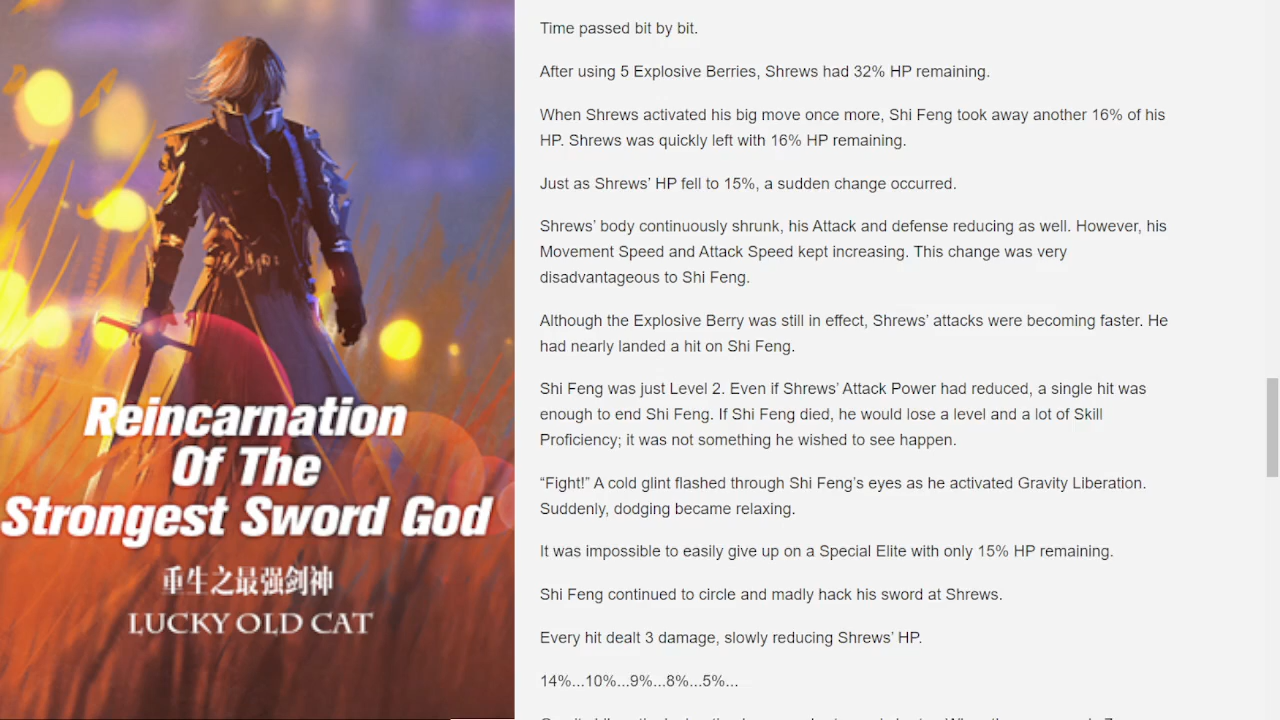 Reincarnation
Of The
Strongest Sword God
重生之最强剑神
LUCKY OLD CAT
Time passed bit by bit.
After using 5 Explosive Berries, Shrews had 32% HP remaining.
When Shrews activated his big move once more, Shi Feng took away another 16% of his
HP. Shrews was quickly left with 16% HP remaining.
Just as Shrews’ HP fell to 15%, a sudden change occurred.
Shrews’ body continuously shrunk, his Attack and defense reducing as well. However, his
Movement Speed and Attack Speed kept increasing. This change was very
disadvantageous to Shi Feng.
Although the Explosive Berry was still in effect, Shrews’ attacks were becoming faster. He
had nearly landed a hit on Shi Feng.
Shi Feng was just Level 2. Even if Shrews’ Attack Power had reduced, a single hit was
enough to end Shi Feng. If Shi Feng died, he would lose a level and a lot of Skill
Proficiency; it was not something he wished to see happen.
“Fight!” A cold glint flashed through Shi Feng’s eyes as he activated Gravity Liberation.
Suddenly, dodging became relaxing.
It was impossible to easily give up on a Special Elite with only 15% HP remaining.
Shi Feng continued to circle and madly hack his sword at Shrews.
Every hit dealt 3 damage, slowly reducing Shrews’ HP.
14%...10%...9%...8%...5%...